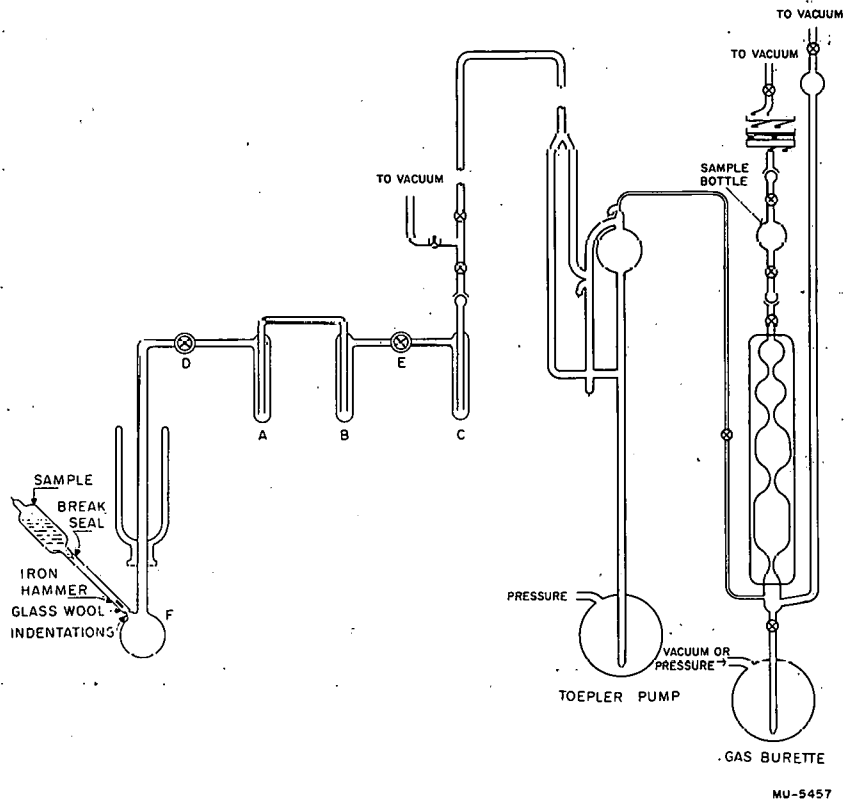 TO VACUUM
TO VACUUM
SAMPLE
BOTTLE
TO VACUUM
D
E
A
B
C
SAMPLE
BREAK
SEAL
IRON
HAMMER
GLASS WOOL
INDENTATIONS
F
PRESSURE
VACUUM OR
PRESSURE
TOEPLER PUMP
GAS BURETTE
MU-5457